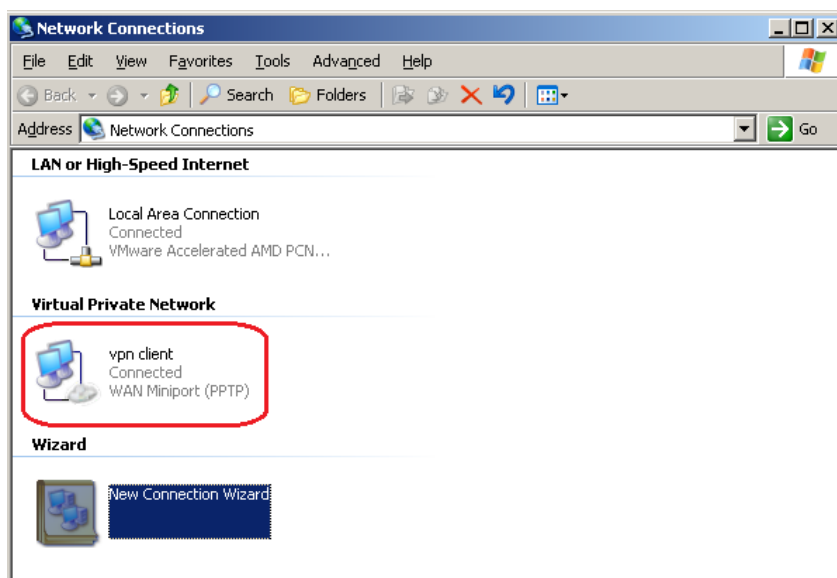 Network Connections
File Edit View Favorites Tools Advanced Help
Back Search Folders
Address Network Connections Go
LAN or High-Speed Internet
Local Area Connection
Connected
VMware Accelerated AMD PCN...
Virtual Private Network
vpn client
Connected
WAN Miniport (PPTP)
Wizard
New Connection Wizard